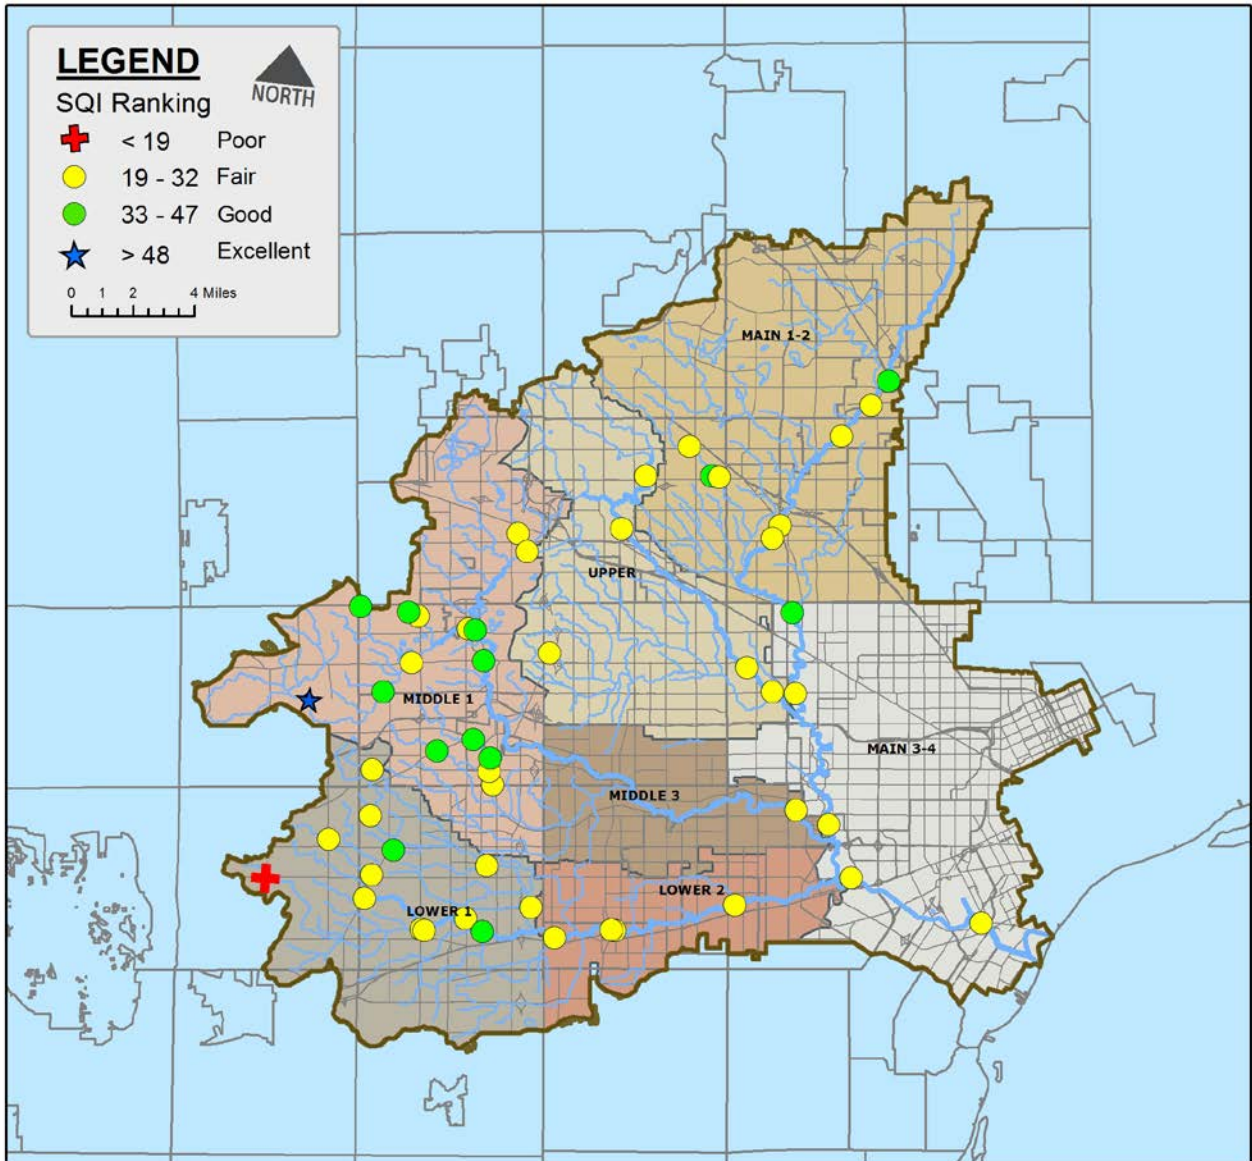 LEGEND
NORTH
SQI Ranking
< 19 Poor
19 - 32 Fair
33 - 47 Good
> 48 Excellent
0 1 2 4 Miles
MAIN 1-2
UPPER
MIDDLE 1
MAIN 3-4
MIDDLE 3
LOWER 2
LOWER 1